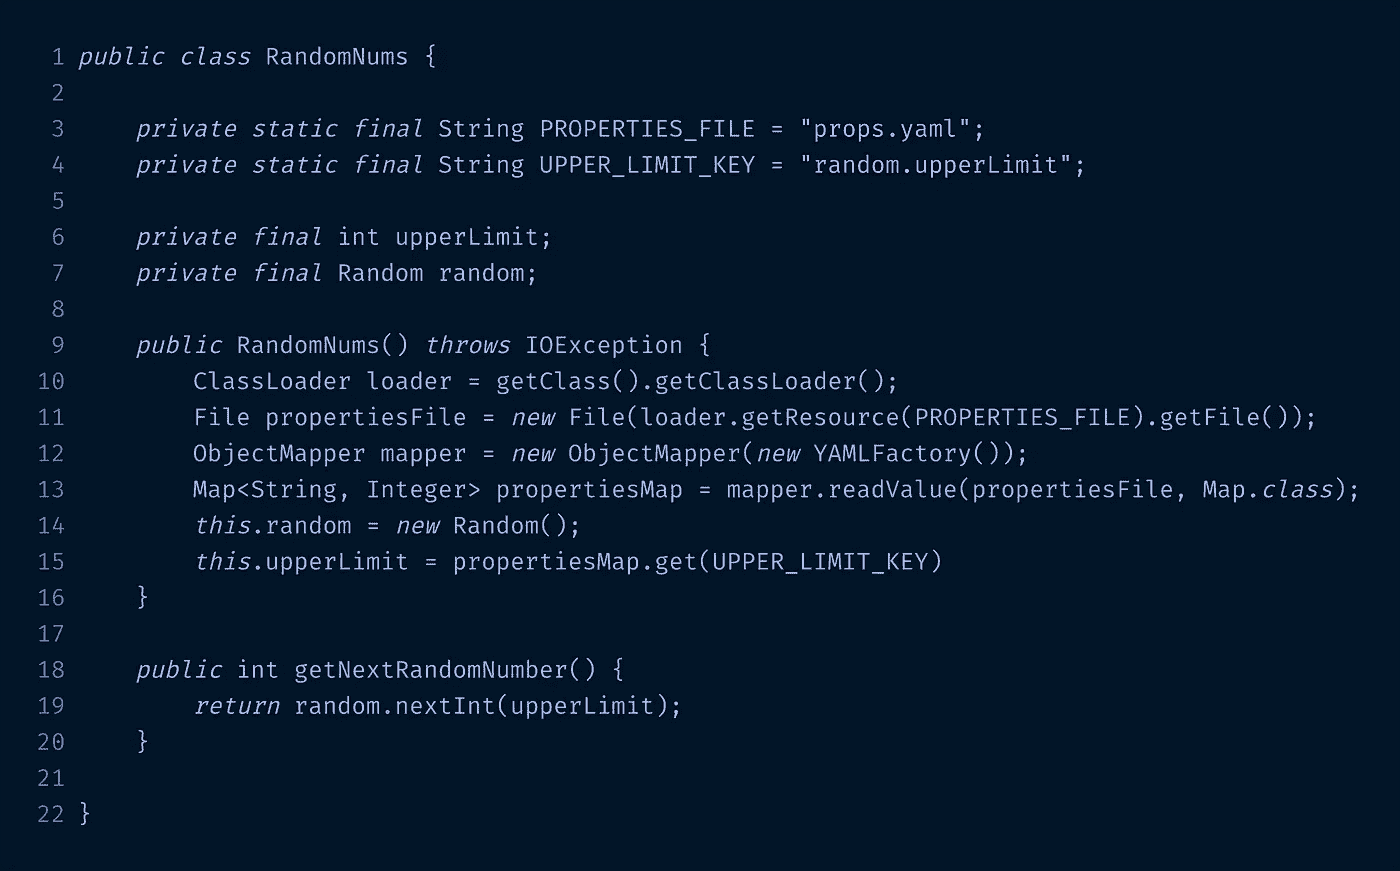 1 public class RandomNums {
2
3     private static final String PROPERTIES_FILE = "props.yaml";
4     private static final String UPPER_LIMIT_KEY = "random.upperLimit";
5
6     private final int upperLimit;
7     private final Random random;
8
9     public RandomNums() throws IOException {
10         ClassLoader loader = getClass().getClassLoader();
11         File propertiesFile = new File(loader.getResource(PROPERTIES_FILE).getFile());
12         ObjectMapper mapper = new ObjectMapper(new YAMLFactory());
13         Map<String, Integer> propertiesMap = mapper.readValue(propertiesFile, Map.class);
14         this.random = new Random();
15         this.upperLimit = propertiesMap.get(UPPER_LIMIT_KEY)
16     }
17
18     public int getNextRandomNumber() {
19         return random.nextInt(upperLimit);
20     }
21
22 }